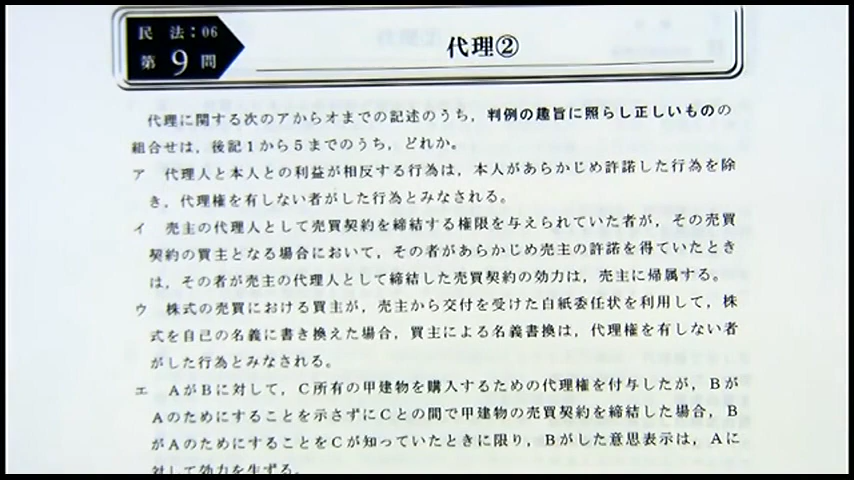 民法:06
第9問
代理②
代理に関する次のアからオまでの記述のうち，判例の趣旨に照らし正しいものの
組合せは，後記1から5までのうち，どれか。
ア　代理人と本人との利益が相反する行為は，本人があらかじめ許諾した行為を除
き，代理権を有しない者がした行為とみなされる。
イ　売主の代理人として売買契約を締結する権限を与えられていた者が，その売買
契約の買主となる場合において，その者があらかじめ売主の許諾を得ていたとき
は，その者が売主の代理人として締結した売買契約の効力は，売主に帰属する。
ウ　株式の売買における買主が，売主から交付を受けた白紙委任状を利用して，株
式を自己の名義に書き換えた場合，買主による名義書換は，代理権を有しない者
がした行為とみなされる。
エ　AがBに対して，C所有の甲建物を購入するための代理権を付与したが，Bが
Aのためにすることを示さずにCとの間で甲建物の売買契約を締結した場合，B
がAのためにすることをCが知っていたときに限り，Bがした意思表示は，Aに
対して効力を生ずる。